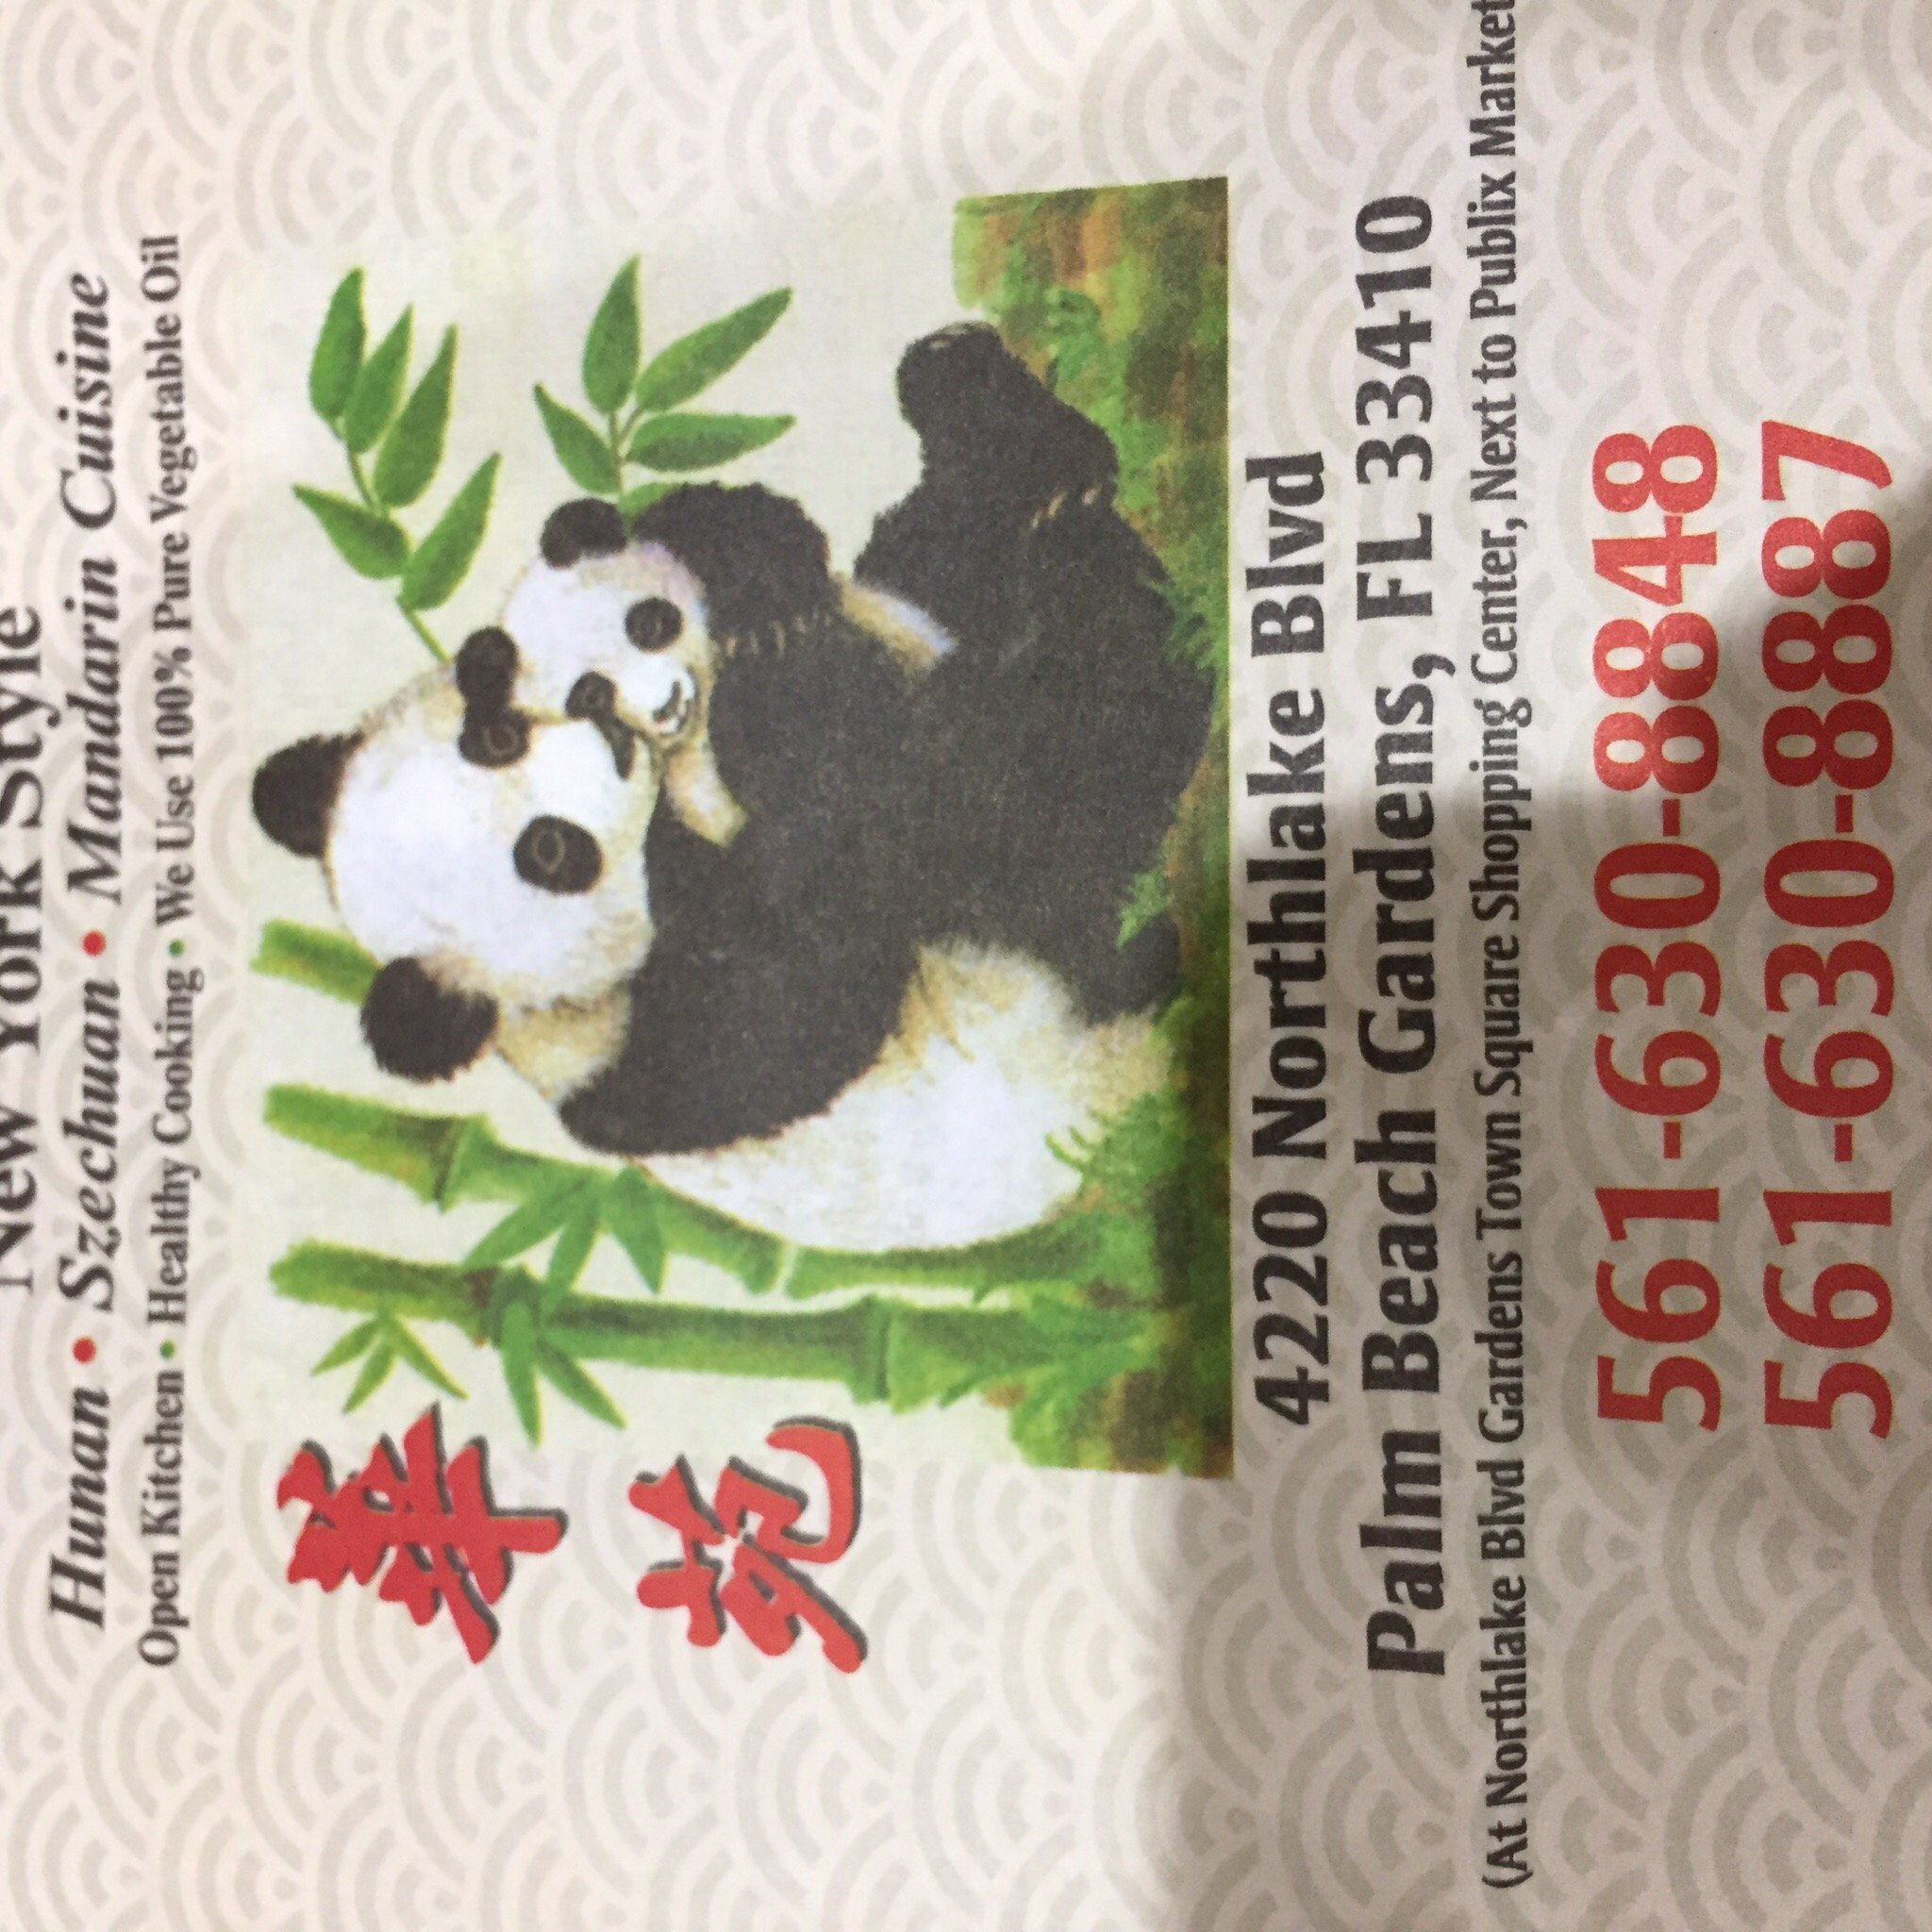 New York Style
Hunan • Szechuan • Mandarin Cuisine
Open Kitchen • Healthy Cooking • We Use 100% Pure Vegetable Oil
華
苑
4220 Northlake Blvd
Palm Beach Gardens, FL 33410
(At Northlake Blvd Gardens Town Square Shopping Center, Next to Publix Market
561-630-8848
561-630-8887